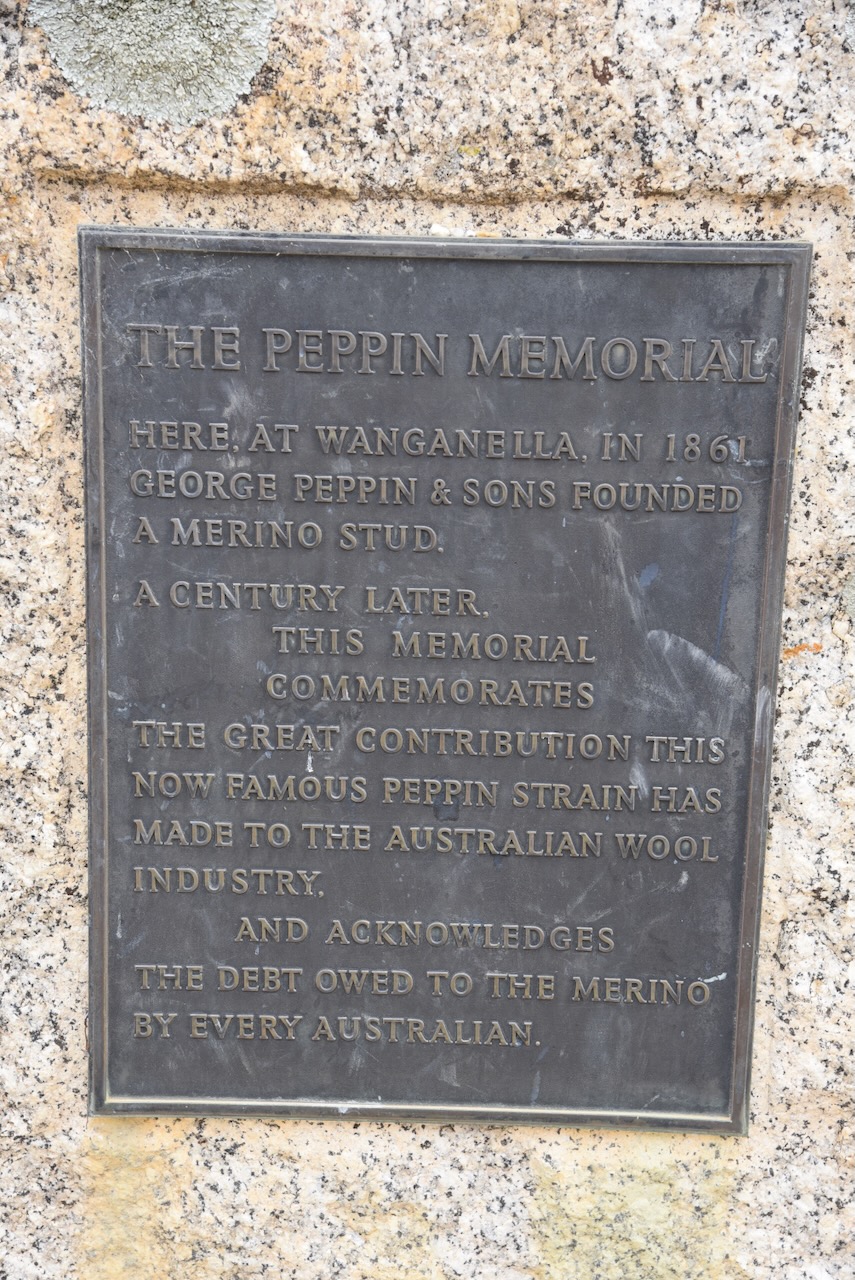 THE PEPPIN MEMORIAL
HERE, AT WANGANELLA, IN 1861
GEORGE PEPPIN & SONS FOUNDED
A MERINO STUD.
A CENTURY LATER,
THIS MEMORIAL
COMMEMORATES
THE GREAT CONTRIBUTION THIS
NOW FAMOUS PEPPIN STRAIN HAS
MADE TO THE AUSTRALIAN WOOL
INDUSTRY,
AND ACKNOWLEDGES
THE DEBT OWED TO THE MERINO
BY EVERY AUSTRALIAN.